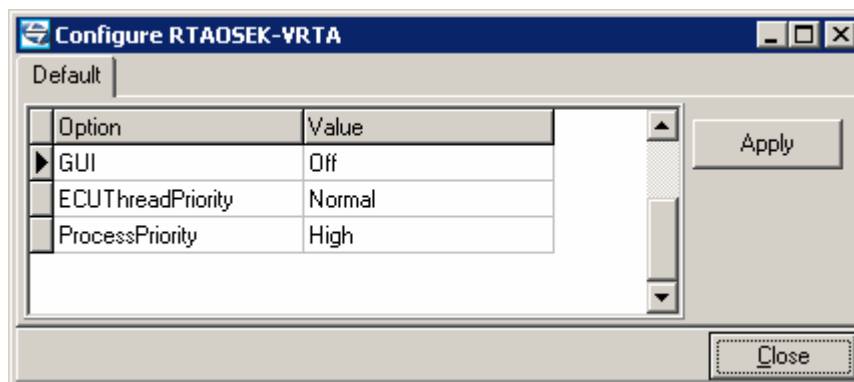 Configure RTAOSEK-VRTA
Default
Option Value
GUI Off
ECUThreadPriority Normal
ProcessPriority High
Apply
Close